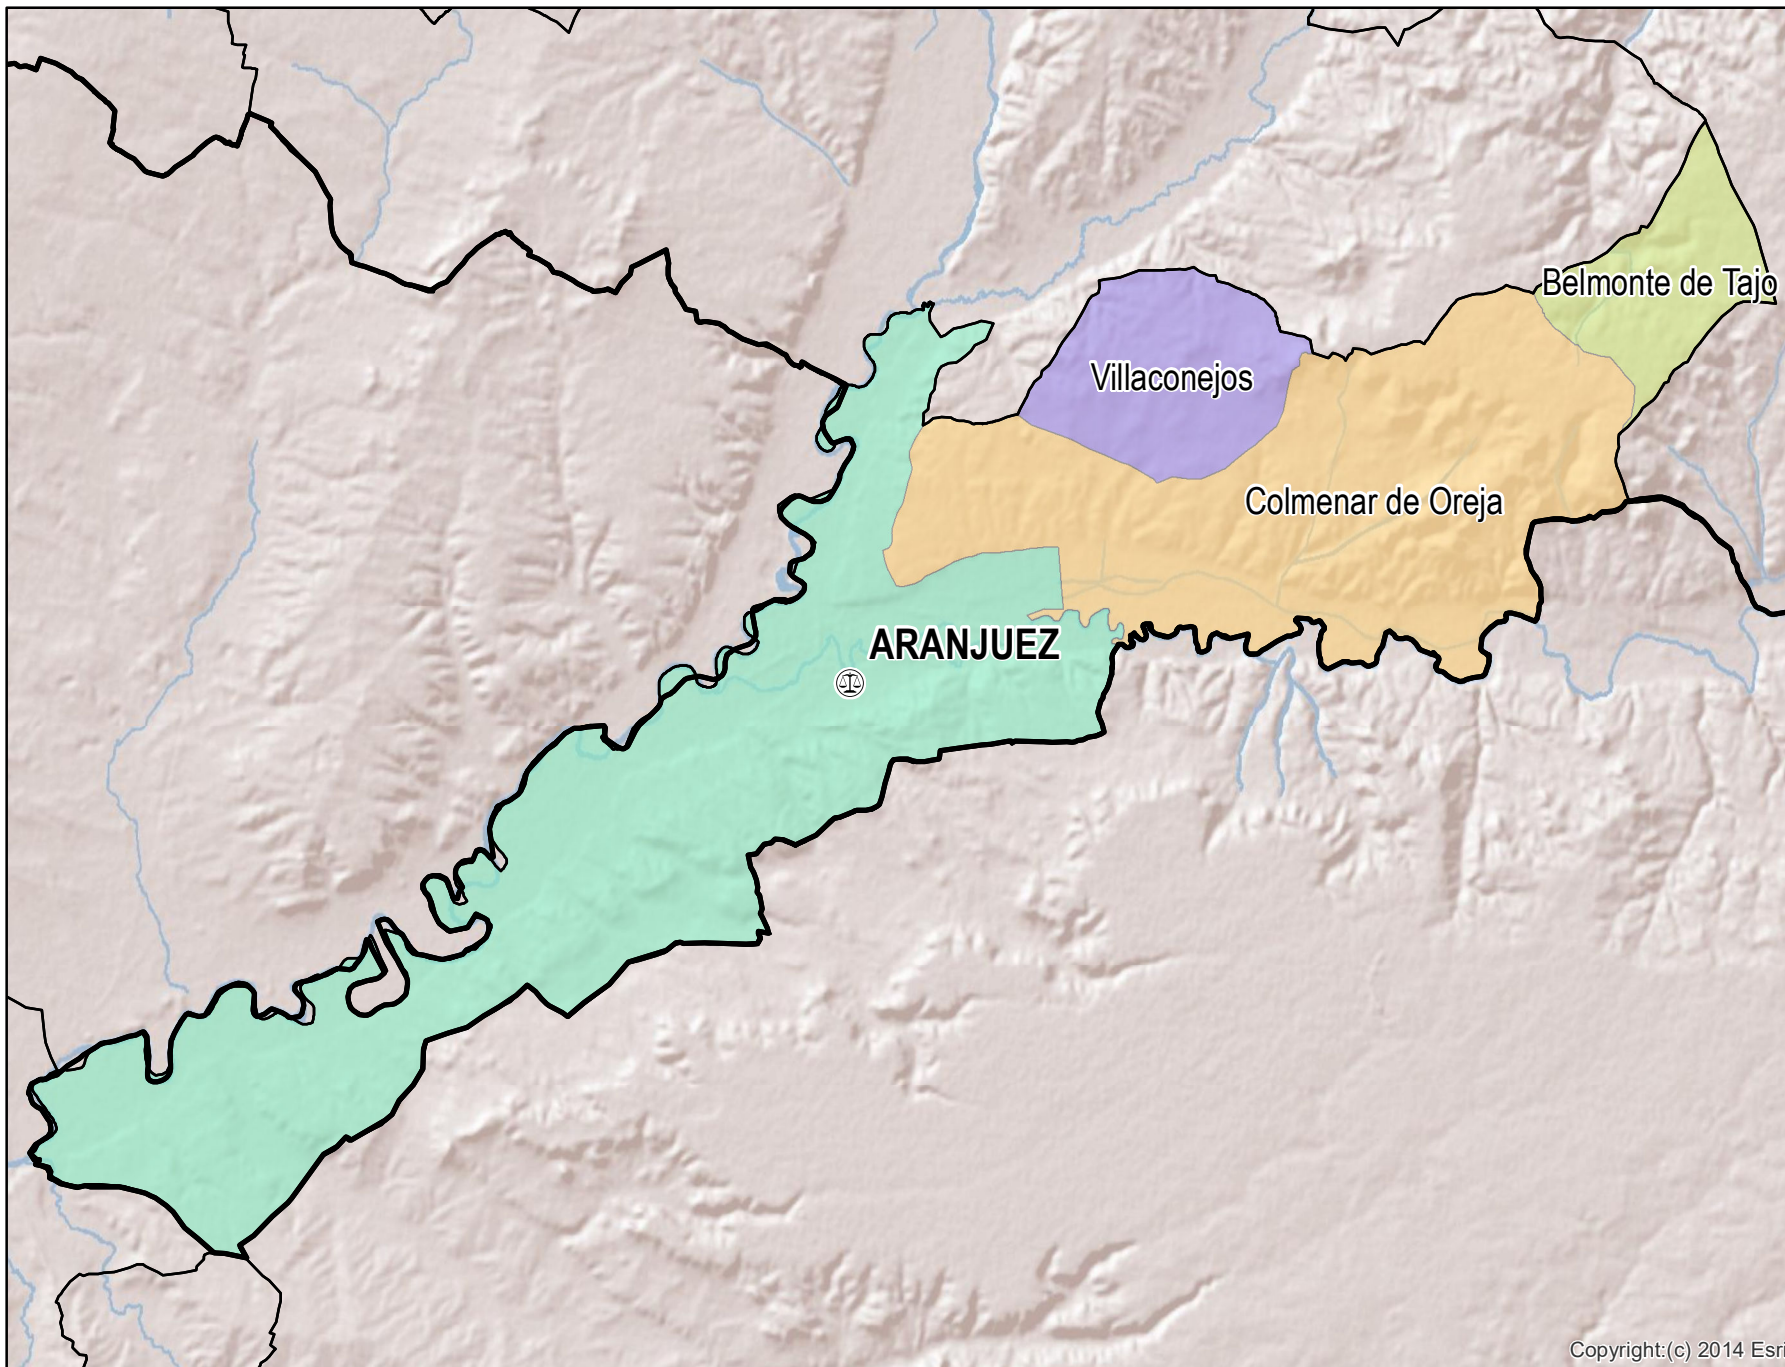 Belmonte de Tajo
Villaconejos
Colmenar de Oreja
ARANJUEZ
Copyright:(c) 2014 Esri